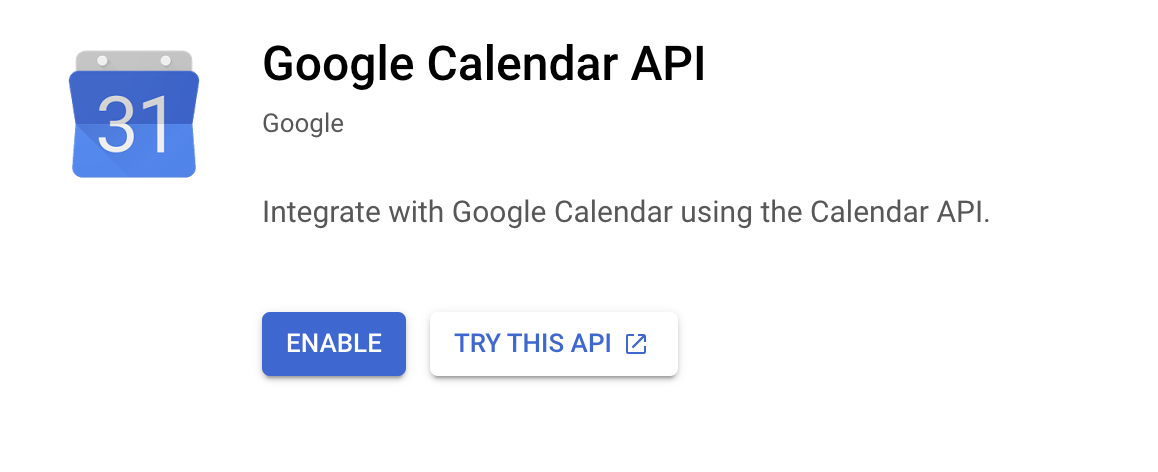 31
Google Calendar API
Google
Integrate with Google Calendar using the Calendar API.
ENABLE
TRY THIS API